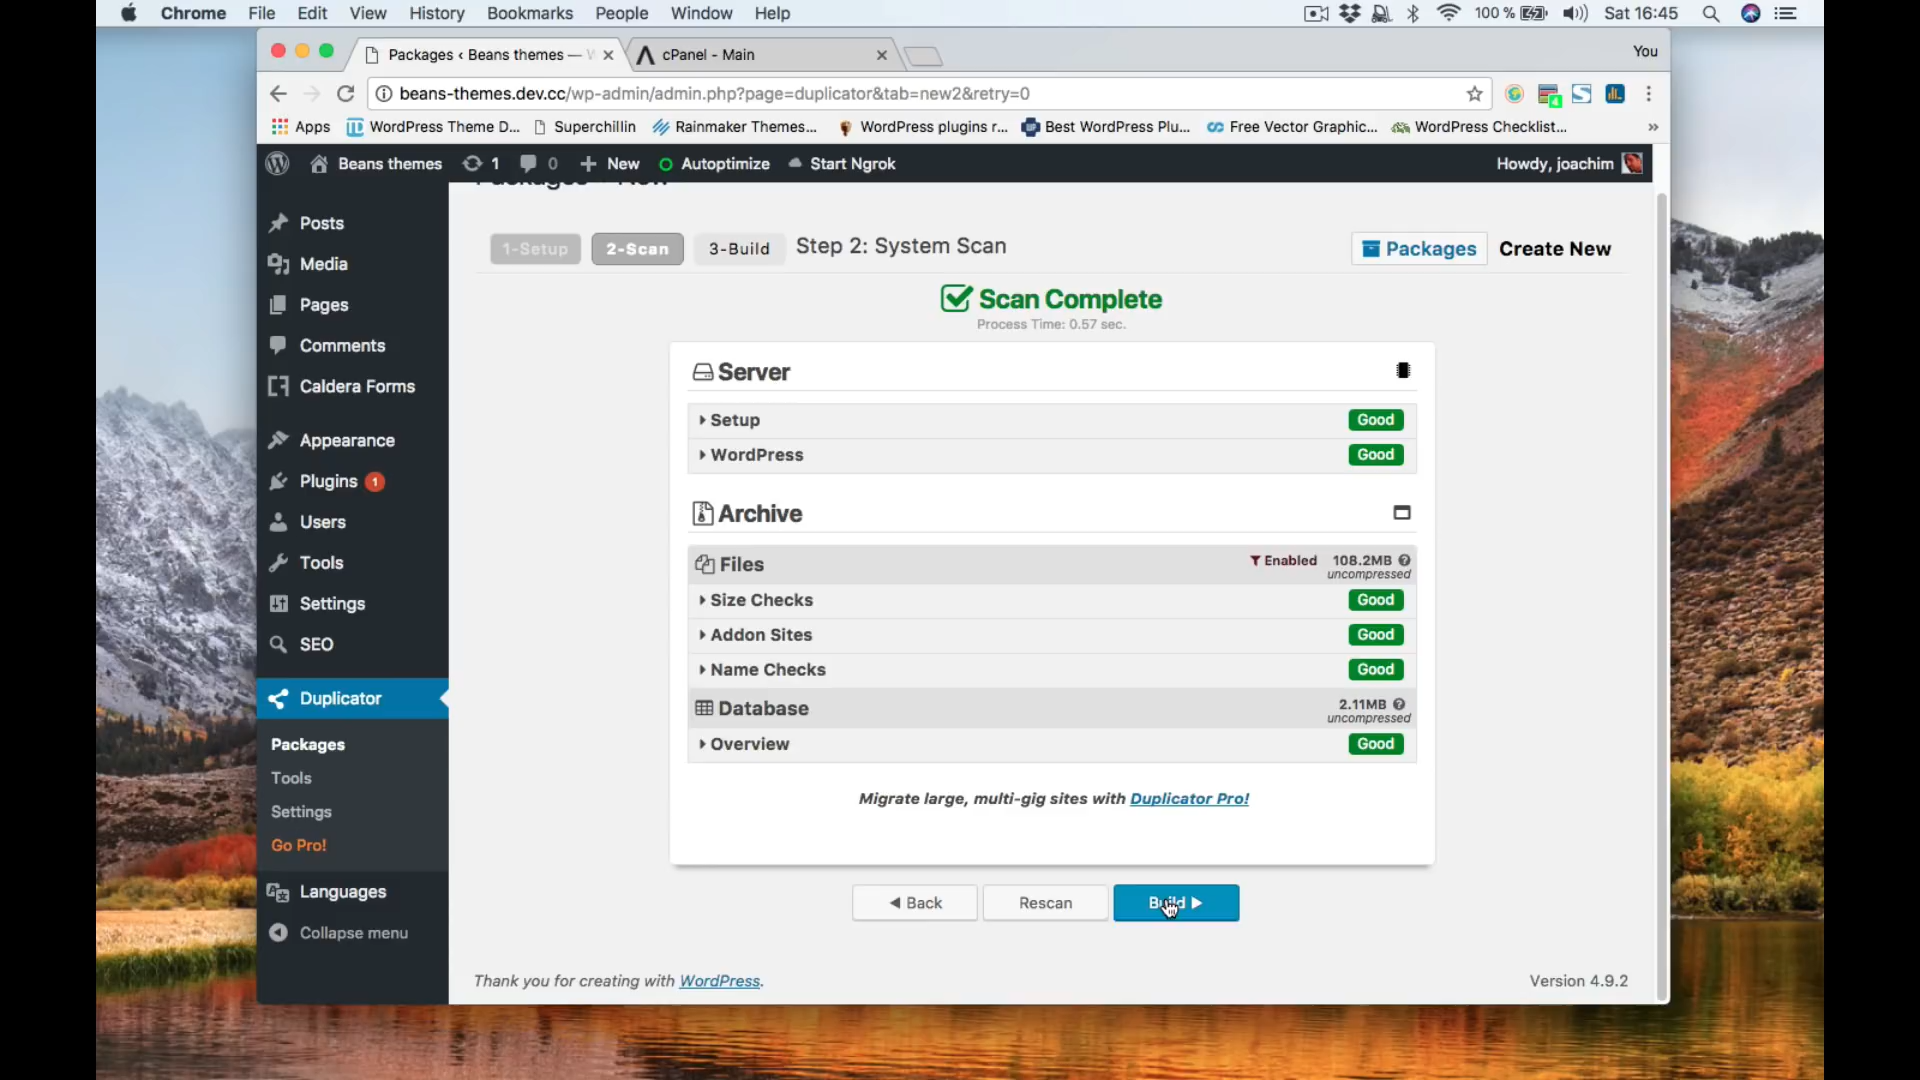 Chrome File Edit View History Bookmarks People Window Help 100 % Sat 16:45
Packages ‹ Beans themes — W cPanel - Main You
beans-themes.dev.cc/wp-admin/admin.php?page=duplicator&tab=new2&retry=0
Apps WordPress Theme D... Superchillin Rainmaker Themes... WordPress plugins r... Best WordPress Plu... Free Vector Graphic... WordPress Checklist... »
Beans themes 1 0 New Autoptimize Start Ngrok Howdy, joachim
Posts
Media
Pages
Comments
Caldera Forms
Appearance
Plugins 1
Users
Tools
Settings
SEO
Duplicator
Packages
Tools
Settings
Go Pro!
Languages
Collapse menu
1-Setup 2-Scan 3-Build Step 2: System Scan Packages Create New
Scan Complete
Process Time: 0.57 sec.
Server
Setup Good
WordPress Good
Archive
Files Enabled 108.2MB
uncompressed
Size Checks Good
Addon Sites Good
Name Checks Good
Database 2.11MB
uncompressed
Overview Good
Migrate large, multi-gig sites with Duplicator Pro!
Back Rescan Build
Thank you for creating with WordPress. Version 4.9.2